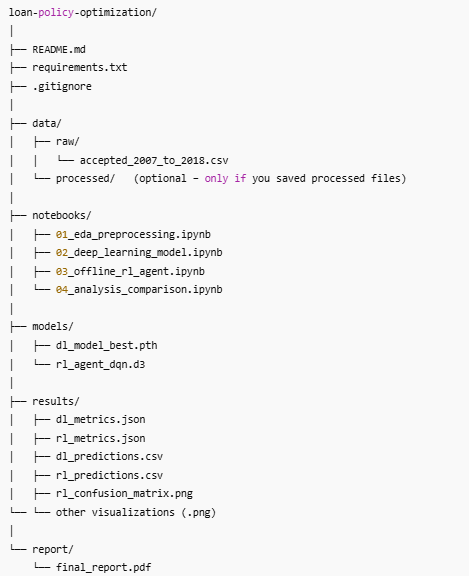 loan-policy-optimization/
│
├── README.md
├── requirements.txt
├── .gitignore
│
├── data/
│   ├── raw/
│   │   └── accepted_2007_to_2018.csv
│   └── processed/   (optional – only if you saved processed files)
│
├── notebooks/
│   ├── 01_eda_preprocessing.ipynb
│   ├── 02_deep_learning_model.ipynb
│   ├── 03_offline_rl_agent.ipynb
│   └── 04_analysis_comparison.ipynb
│
├── models/
│   ├── dl_model_best.pth
│   └── rl_agent_dqn.d3
│
├── results/
│   ├── dl_metrics.json
│   ├── rl_metrics.json
│   ├── dl_predictions.csv
│   ├── rl_predictions.csv
│   ├── rl_confusion_matrix.png
└── └── other visualizations (.png)
│
└── report/
    └── final_report.pdf